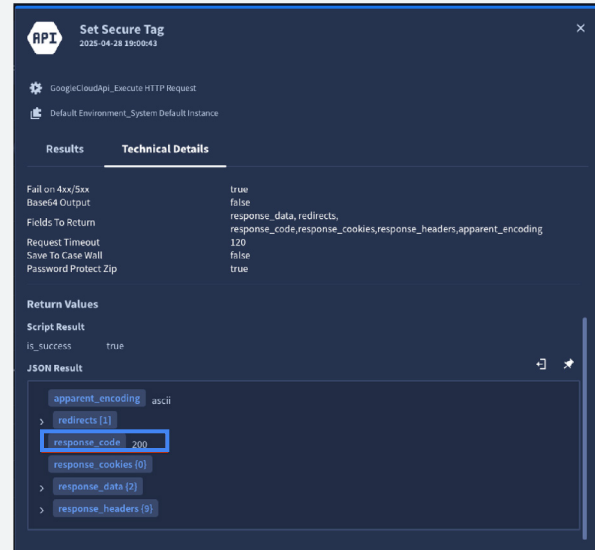 API
Set Secure Tag
2025-04-28 19:00:43
GoogleCloudApi_Execute HTTP Request
Default Environment_System Default Instance
Results Technical Details
Fail on 4xx/5xx true
Base64 Output false
Fields To Return response_data, redirects,
response_code,response_cookies,response_headers,apparent_encoding
Request Timeout 120
Save To Case Wall false
Password Protect Zip true
Return Values
Script Result
is_success true
JSON Result
apparent_encoding ascii
redirects [1]
response_code 200
response_cookies {0}
response_data {2}
response_headers {9}